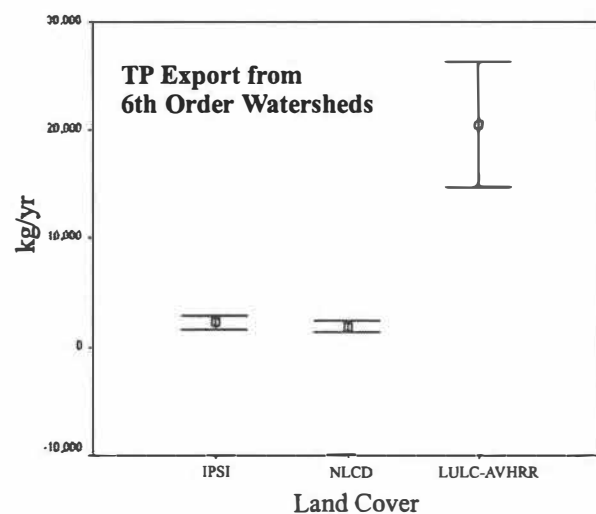 30,000
TP Export from
6th Order Watersheds
20,000
kg/yr
10,000
0
-10,000
IPSI NLCD LULC-AVHRR
Land Cover